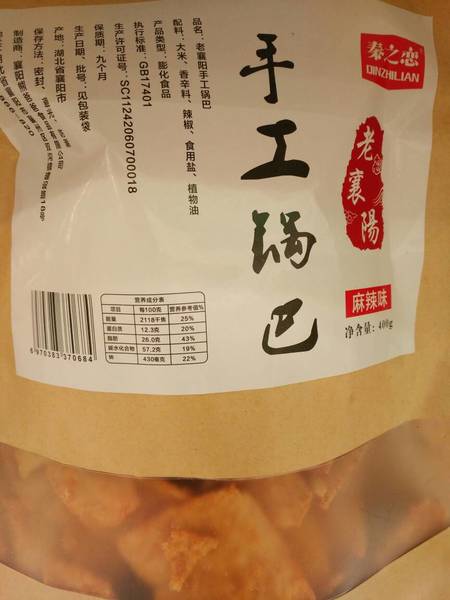 秦之恋
QINZHILIAN
老襄陽
麻辣味
净含量: 400g
手工锅巴
品名: 老襄阳手工锅巴
配料: 大米、香辛料、辣椒、食用盐、植物油
产品类型: 膨化食品
执行标准: GB17401
生产许可证号: SC11242060700018
保质期: 九个月
生产日期、批号: 见包装袋
产地: 湖北省襄阳市
保存方法: 密封、
制造商: 襄阳熊
营养成分表
项目 每100克 营养参考值%
能量 2118千焦 25%
蛋白质 12.3克 20%
脂肪 26.0克 43%
碳水化合物 57.2克 19%
钠 430毫克 22%
6970383370684